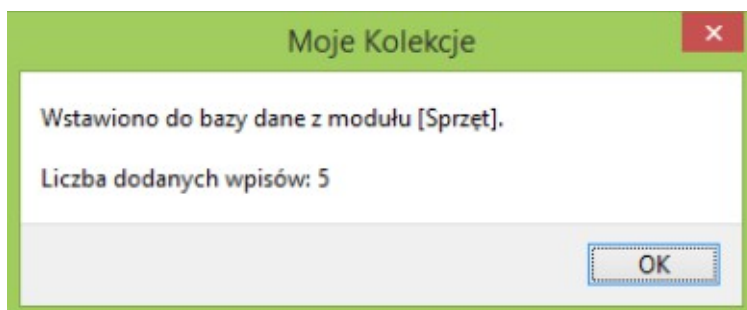 Moje Kolekcje
Wstawiono do bazy dane z modułu [Sprzęt].
Liczba dodanych wpisów: 5
OK